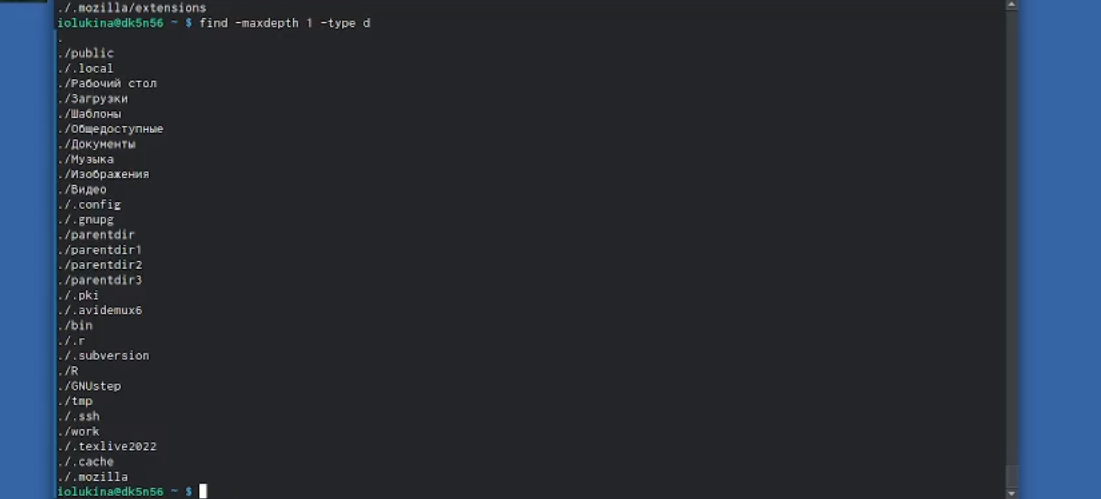 ./.mozilla/extensions
iolukina@dk5n56 ~ $ find -maxdepth 1 -type d
.
./public
./.local
./Рабочий стол
./Загрузки
./Шаблоны
./Общедоступные
./Документы
./Музыка
./Изображения
./Видео
./.config
./.gnupg
./parentdir
./parentdir1
./parentdir2
./parentdir3
./.pki
./.avidemux6
./bin
./.r
./.subversion
./R
./GNUstep
./tmp
./.ssh
./work
./.texlive2022
./.cache
./.mozilla
iolukina@dk5n56 ~ $